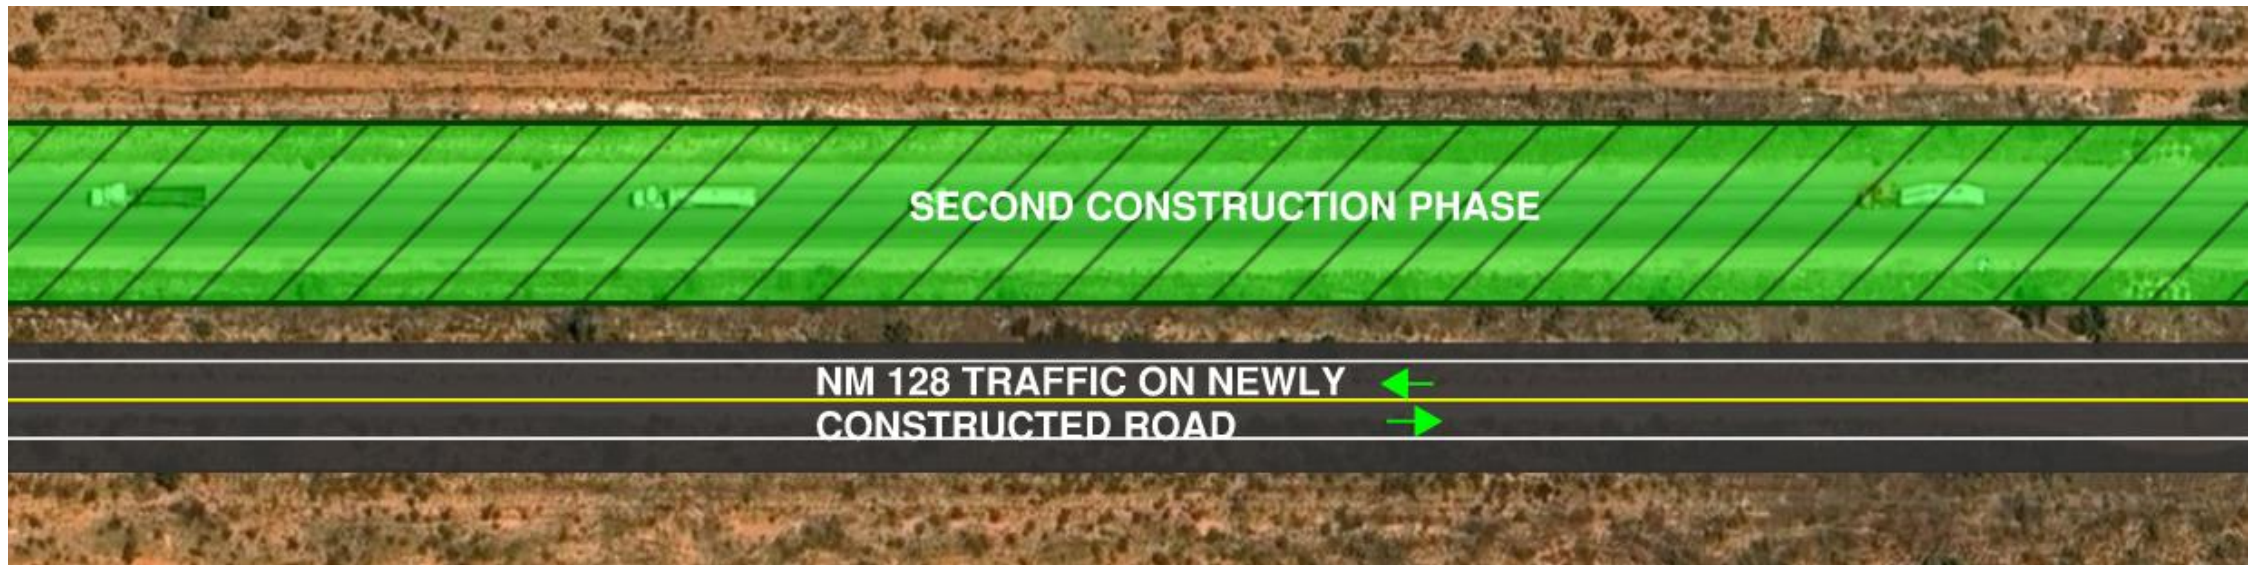 SECOND CONSTRUCTION PHASE
NM 128 TRAFFIC ON NEWLY
CONSTRUCTED ROAD